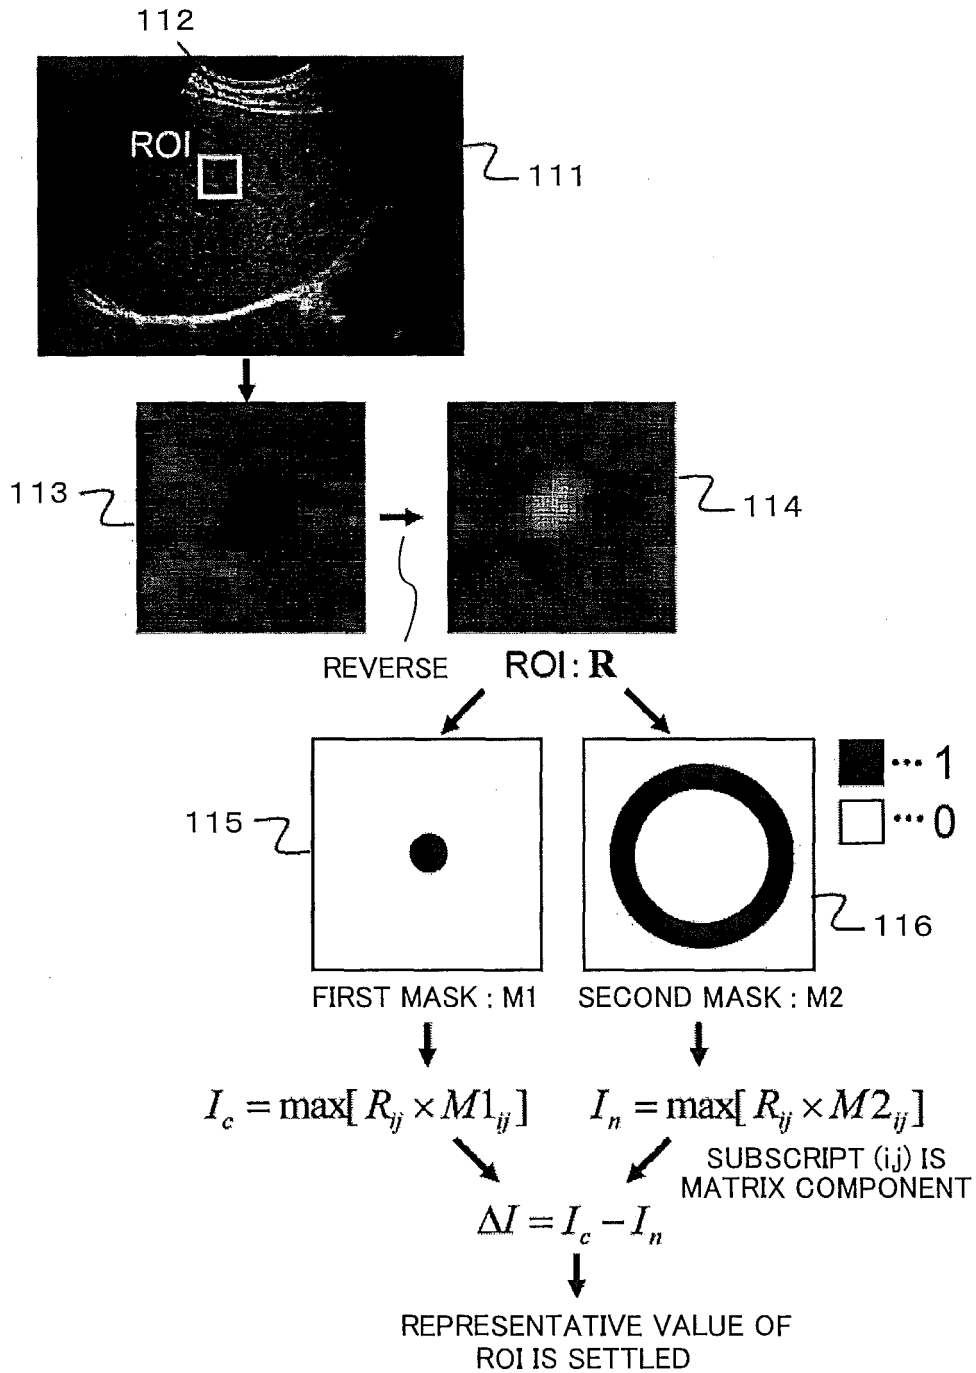 112
ROI
111
113
114
REVERSE
ROI: R
··· 1
··· 0
115
116
FIRST MASK : M1
SECOND MASK : M2
I_c = max[ R_ij × M1_ij ]
I_n = max[ R_ij × M2_ij ]
SUBSCRIPT (i,j) IS
MATRIX COMPONENT
ΔI = I_c − I_n
REPRESENTATIVE VALUE OF
ROI IS SETTLED